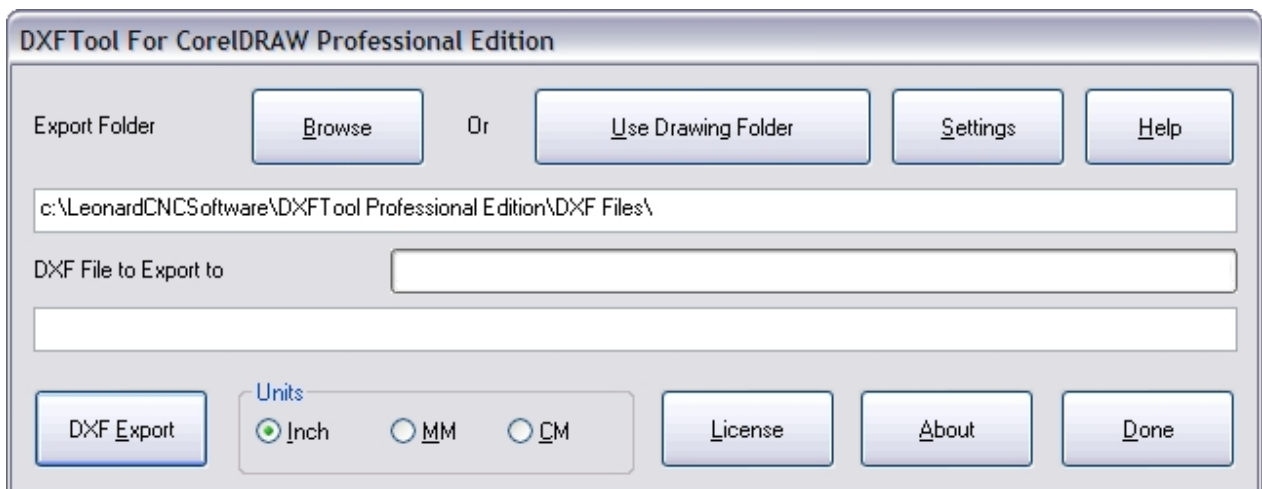 DXFTool For CorelDRAW Professional Edition
Export Folder Browse Or Use Drawing Folder Settings Help
c:\LeonardCNCSoftware\DXFTool Professional Edition\DXF Files\
DXF File to Export to
Units
DXF Export Inch MM CM License About Done